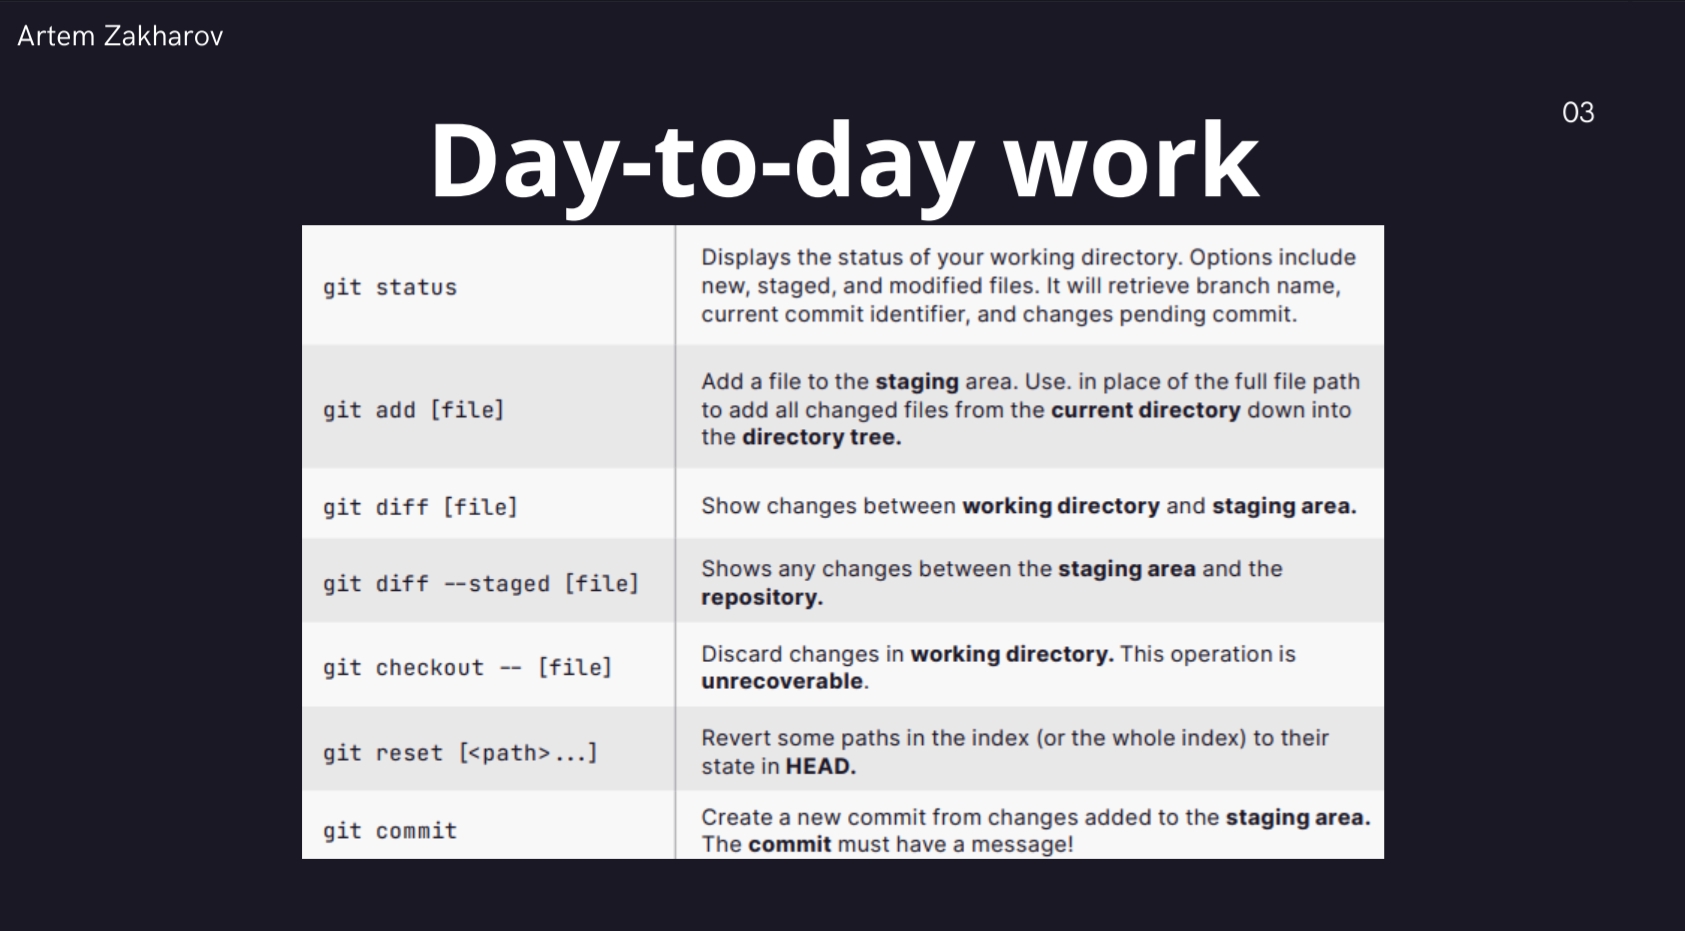 Artem Zakharov
03
Day-to-day work
git status
Displays the status of your working directory. Options include
new, staged, and modified files. It will retrieve branch name,
current commit identifier, and changes pending commit.
git add [file]
Add a file to the staging area. Use. in place of the full file path
to add all changed files from the current directory down into
the directory tree.
git diff [file]
Show changes between working directory and staging area.
git diff --staged [file]
Shows any changes between the staging area and the
repository.
git checkout -- [file]
Discard changes in working directory. This operation is
unrecoverable.
git reset [<path>...]
Revert some paths in the index (or the whole index) to their
state in HEAD.
git commit
Create a new commit from changes added to the staging area.
The commit must have a message!